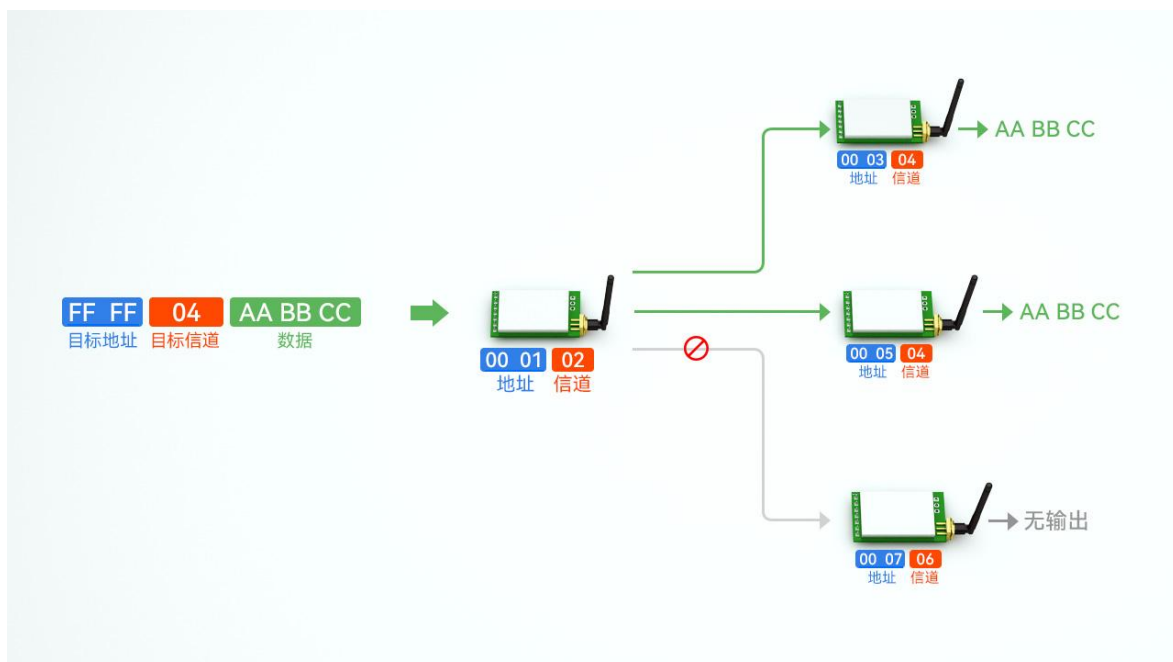 FF FF 04 AA BB CC
目标地址 目标信道 数据
00 01 02
地址 信道
00 03 04
地址 信道
AA BB CC
00 05 04
地址 信道
AA BB CC
00 07 06
地址 信道
无输出